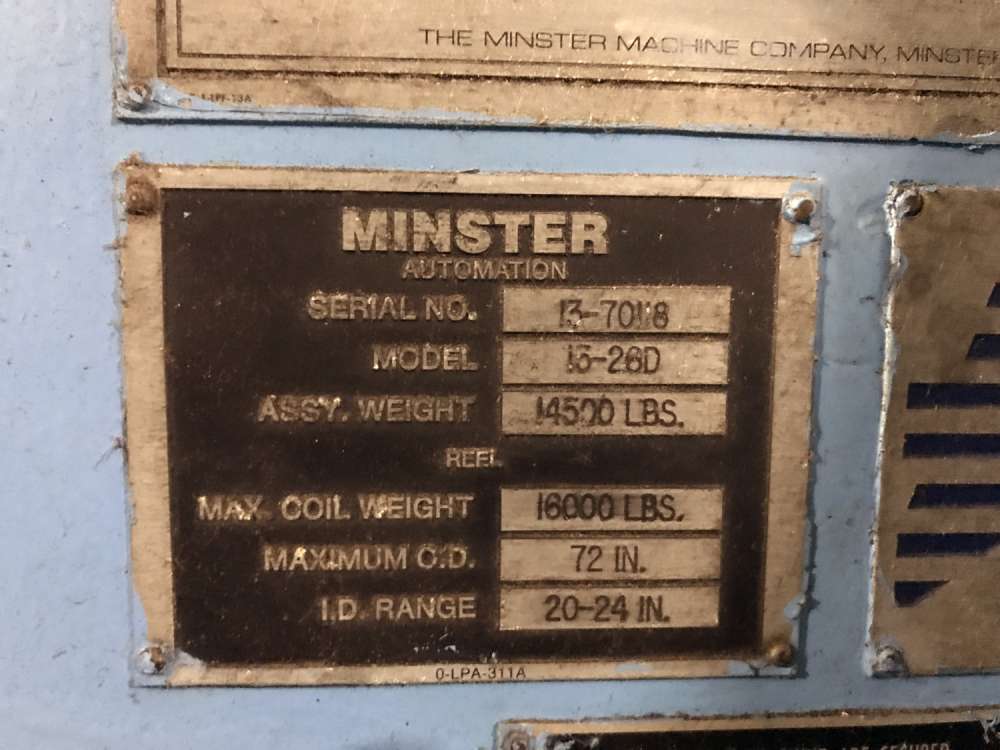 THE MINSTER MACHINE COMPANY, MINSTER
MINSTER
AUTOMATION
SERIAL NO. 13-70118
MODEL 15-26D
ASSY. WEIGHT 14500 LBS.
REEL
MAX. COIL WEIGHT 16000 LBS.
MAXIMUM O.D. 72 IN.
I.D. RANGE 20-24 IN.
0-LPA-311A